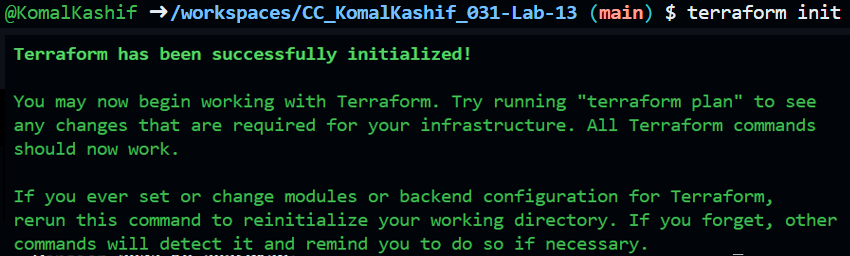 @KomalKashif ➜/workspaces/CC_KomalKashif_031-Lab-13 (main) $ terraform init
Terraform has been successfully initialized!
You may now begin working with Terraform. Try running "terraform plan" to see
any changes that are required for your infrastructure. All Terraform commands
should now work.
If you ever set or change modules or backend configuration for Terraform,
rerun this command to reinitialize your working directory. If you forget, other
commands will detect it and remind you to do so if necessary.